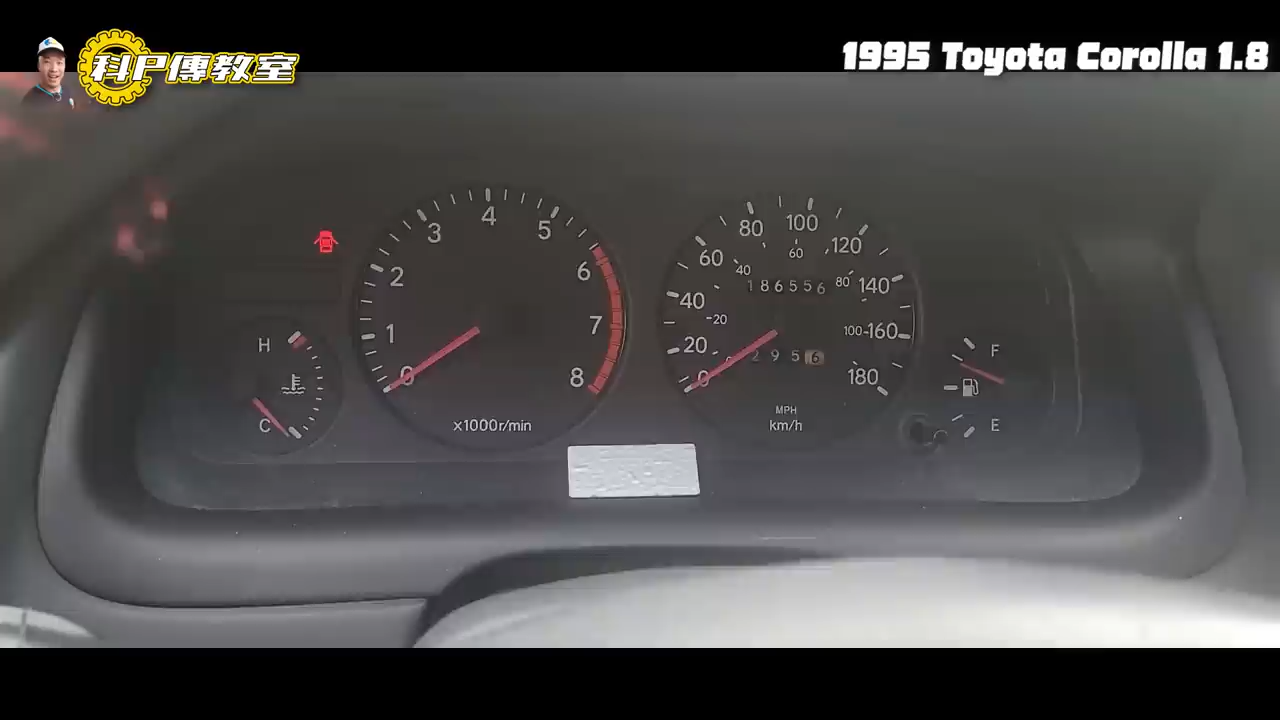 科P傳教室
1995 Toyota Corolla 1.8
0 1 2 3 4 5 6 7 8
x1000r/min
0 20 40 60 80 100 120 140 160 180
20 40 60 80 100
186556
2956
MPH
km/h
H
C
F
E